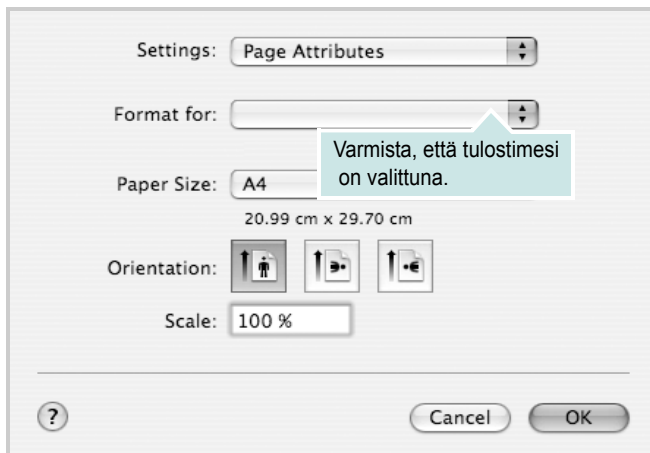 Settings: Page Attributes
Format for:
Varmista, että tulostimesi
on valittuna.
Paper Size: A4
20.99 cm x 29.70 cm
Orientation:
Scale: 100 %
? Cancel OK